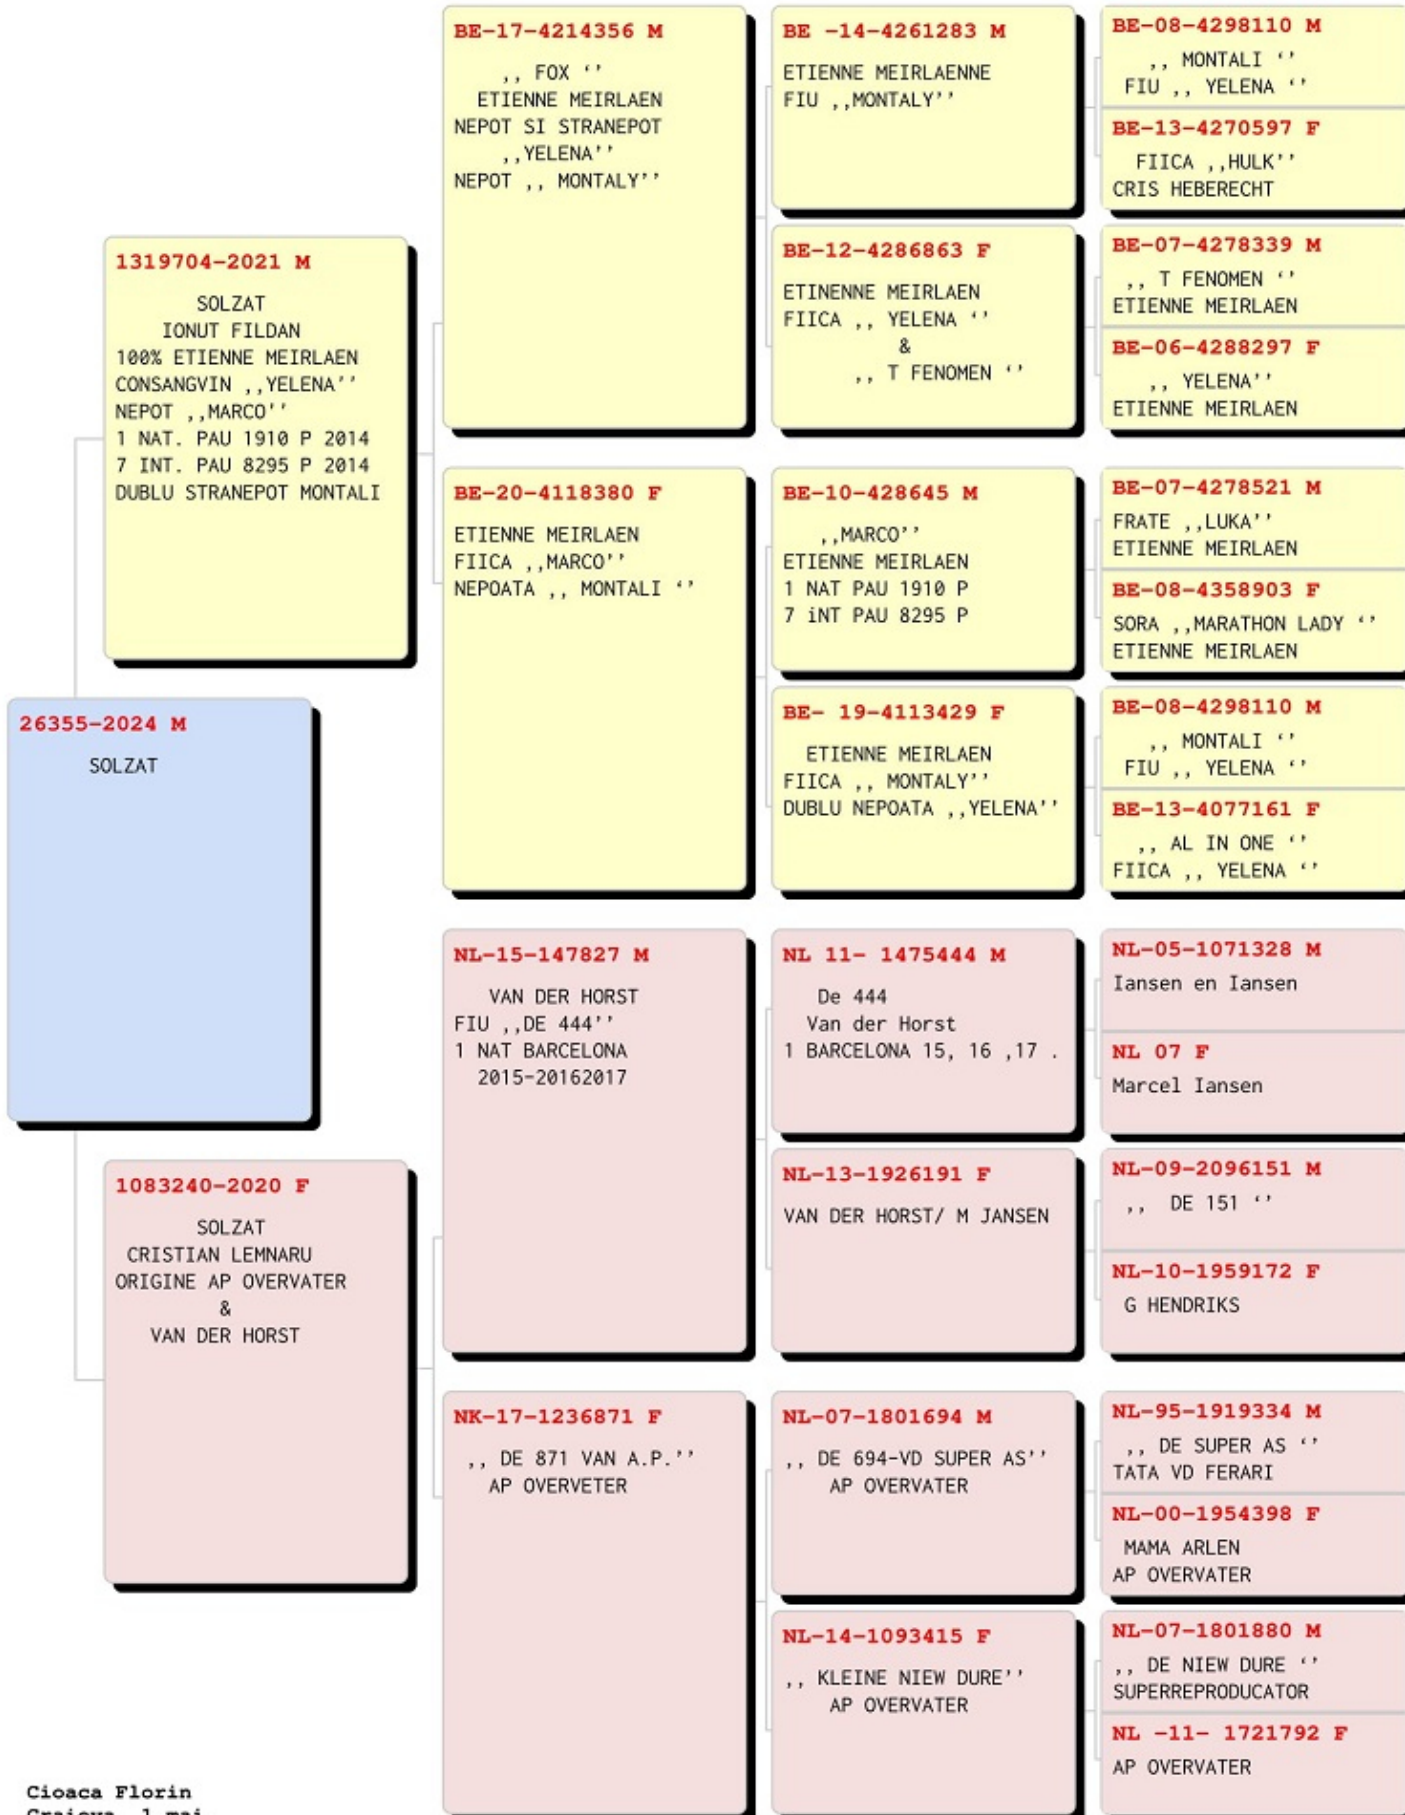 26355-2024 M
SOLZAT
1319704-2021 M
SOLZAT
IONUT FILDAN
100% ETIENNE MEIRLAEN
CONSANGVIN ,,YELENA’’
NEPOT ,,MARCO’’
1 NAT. PAU 1910 P 2014
7 INT. PAU 8295 P 2014
DUBLU STRANEPOT MONTALI
1083240-2020 F
SOLZAT
CRISTIAN LEMNARU
ORIGINE AP OVERVATER
&
VAN DER HORST
BE-17-4214356 M
,, FOX ‘’
ETIENNE MEIRLAEN
NEPOT SI STRANEPOT
,,YELENA’’
NEPOT ,, MONTALY’’
BE-20-4118380 F
ETIENNE MEIRLAEN
FIICA ,,MARCO’’
NEPOATA ,, MONTALI ‘’
NL-15-147827 M
VAN DER HORST
FIU ,,DE 444’’
1 NAT BARCELONA
2015-20162017
NK-17-1236871 F
,, DE 871 VAN A.P.’’
AP OVERVETER
BE -14-4261283 M
ETIENNE MEIRLAENNE
FIU ,,MONTALY’’
BE-12-4286863 F
ETINENNE MEIRLAEN
FIICA ,, YELENA ‘’
&
,, T FENOMEN ‘’
BE-10-428645 M
,,MARCO’’
ETIENNE MEIRLAEN
1 NAT PAU 1910 P
7 iNT PAU 8295 P
BE- 19-4113429 F
ETIENNE MEIRLAEN
FIICA ,, MONTALY’’
DUBLU NEPOATA ,,YELENA’’
NL 11- 1475444 M
De 444
Van der Horst
1 BARCELONA 15, 16 ,17 .
NL-13-1926191 F
VAN DER HORST/ M JANSEN
NL-07-1801694 M
,, DE 694-VD SUPER AS’’
AP OVERVATER
NL-14-1093415 F
,, KLEINE NIEW DURE’’
AP OVERVATER
BE-08-4298110 M
,, MONTALI ‘’
FIU ,, YELENA ‘’
BE-13-4270597 F
FIICA ,,HULK’’
CRIS HEBERECHT
BE-07-4278339 M
,, T FENOMEN ‘’
ETIENNE MEIRLAEN
BE-06-4288297 F
,, YELENA’’
ETIENNE MEIRLAEN
BE-07-4278521 M
FRATE ,,LUKA’’
ETIENNE MEIRLAEN
BE-08-4358903 F
SORA ,,MARATHON LADY ‘’
ETIENNE MEIRLAEN
BE-08-4298110 M
,, MONTALI ‘’
FIU ,, YELENA ‘’
BE-13-4077161 F
,, AL IN ONE ‘’
FIICA ,, YELENA ‘’
NL-05-1071328 M
Iansen en Iansen
NL 07 F
Marcel Iansen
NL-09-2096151 M
,, DE 151 ‘’
NL-10-1959172 F
G HENDRIKS
NL-95-1919334 M
,, DE SUPER AS ‘’
TATA VD FERARI
NL-00-1954398 F
MAMA ARLEN
AP OVERVATER
NL-07-1801880 M
,, DE NIEW DURE ‘’
SUPERREPRODUCATOR
NL -11- 1721792 F
AP OVERVATER
Cioaca Florin
Craiova, 1 mai